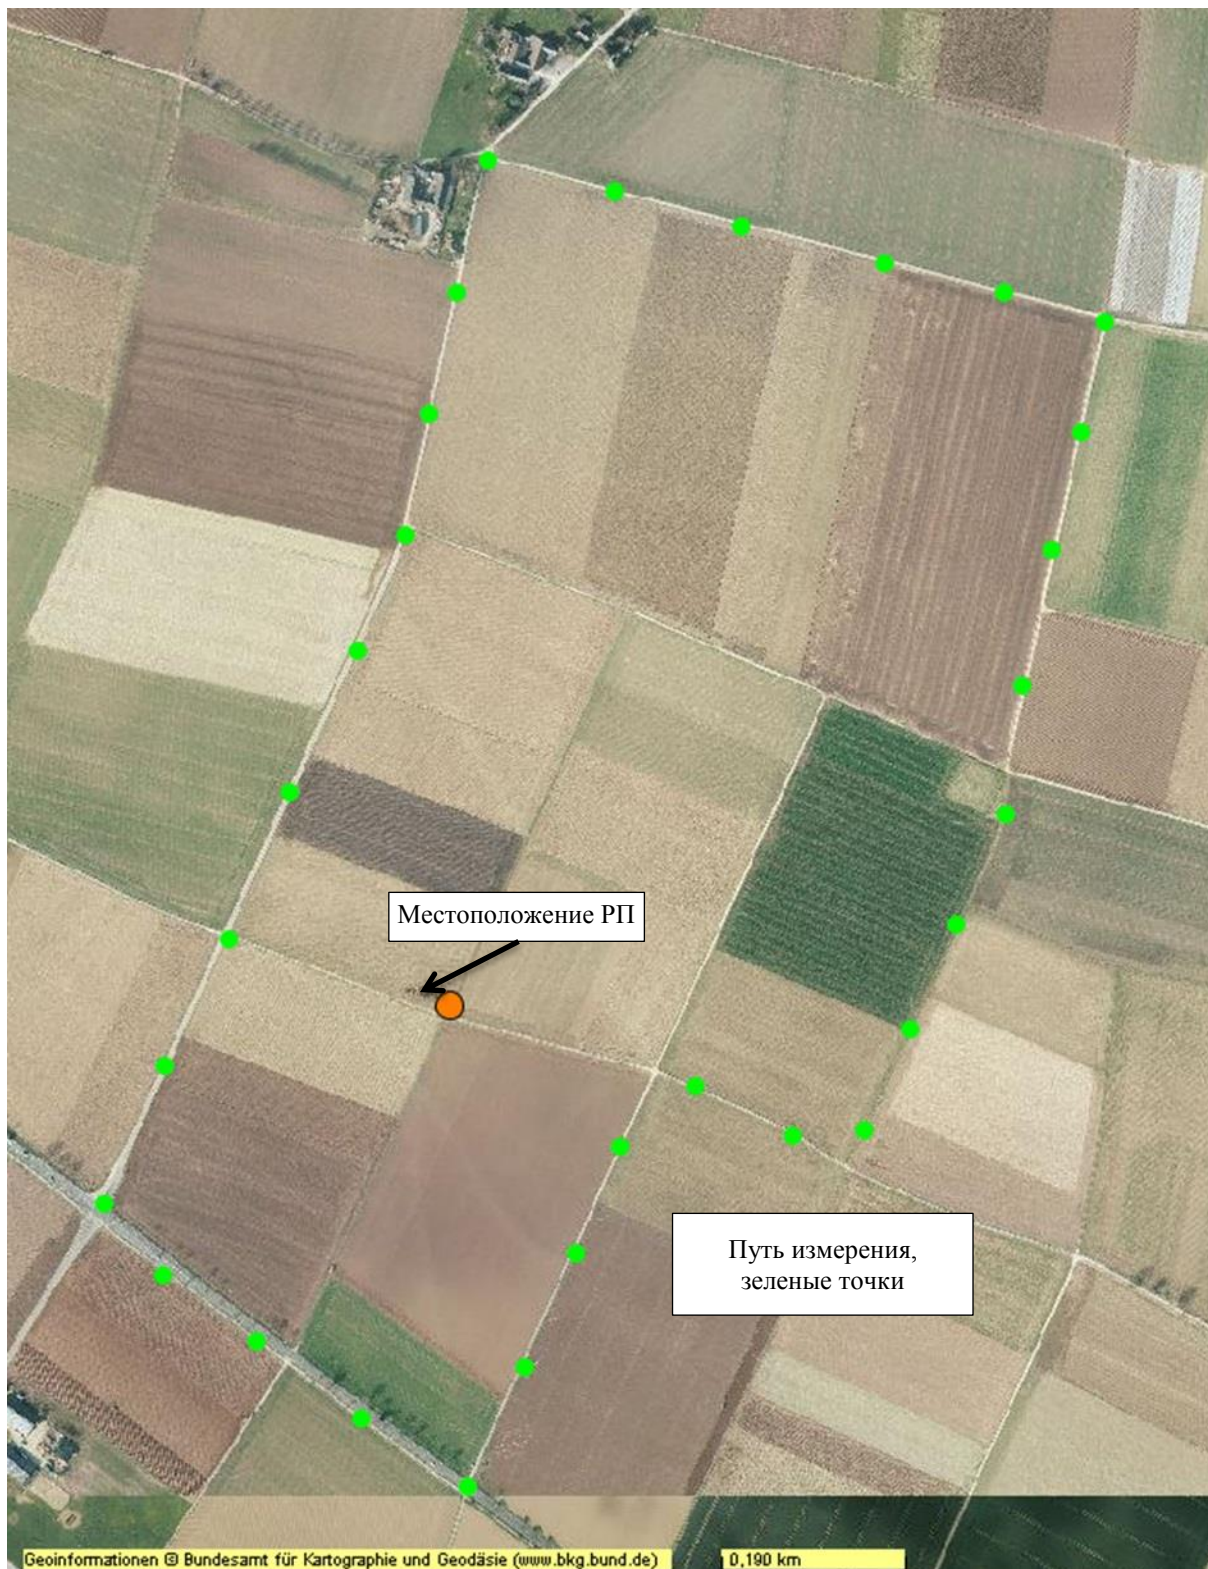 Местоположение РП
Путь измерения,
зеленые точки
Geoinformationen © Bundesamt für Kartographie und Geodäsie (www.bkg.bund.de)
0,190 km